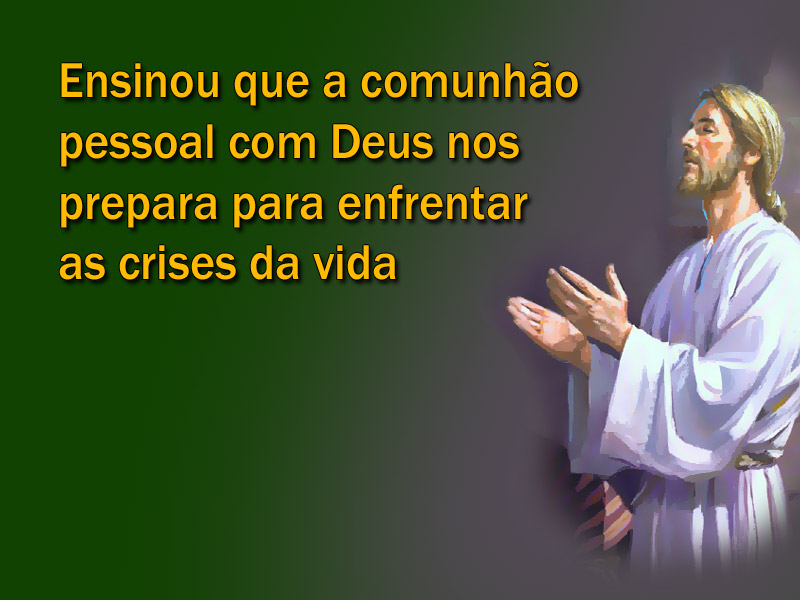 Ensinou que a comunhão
pessoal com Deus nos
prepara para enfrentar
as crises da vida